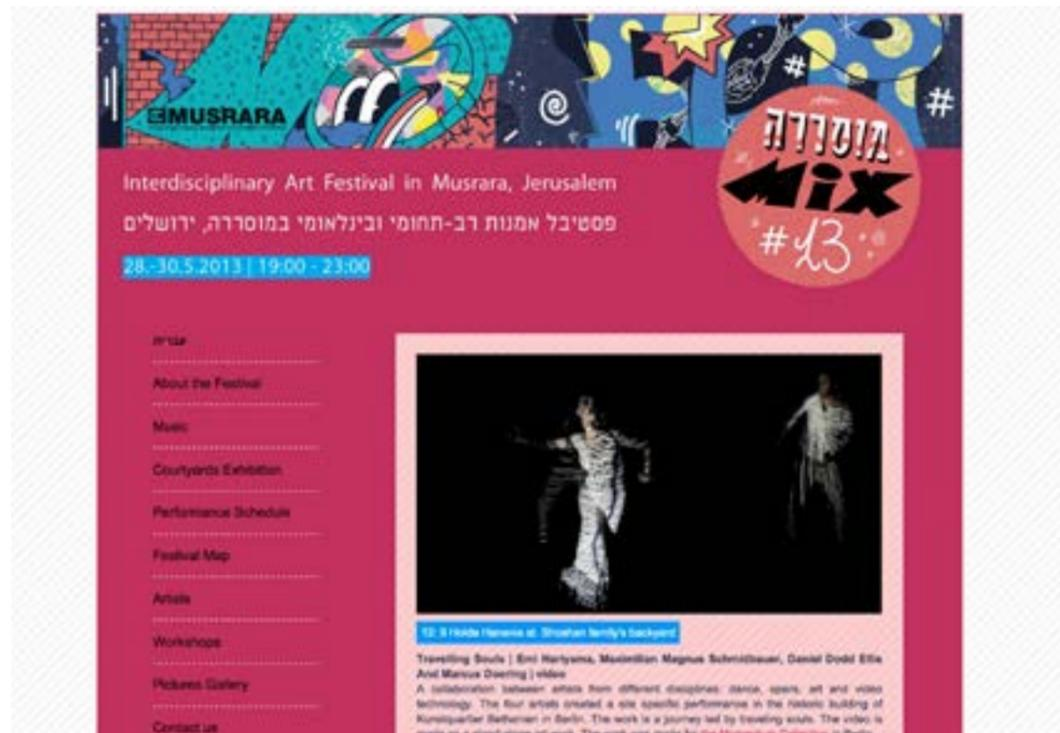 MUSRARA
#
#
מוסררה
MiX
#13
Interdisciplinary Art Festival in Musrara, Jerusalem
פסטיבל אמנות רב-תחומי ובינלאומי במוסררה, ירושלים
28.-30.5.2013 | 19:00 - 23:00
עברית
About the Festival
Music
Courtyards Exhibition
Performance Schedule
Festival Map
Artists
Workshops
Pictures Gallery
Contact us
at. Shoshan family's backyard
Travelling Souls | Emi Hariyama, Maximilian Magnus Schmidbauer, Daniel Dodd Ellis
And Marcus Doering | video
A collaboration between artists from different disciplines: dance, opera, art and video
technology. The four artists created a site specific performance in the historic building of
Kunstquartier Bethanien in Berlin. The work is a journey led by traveling souls. The video is